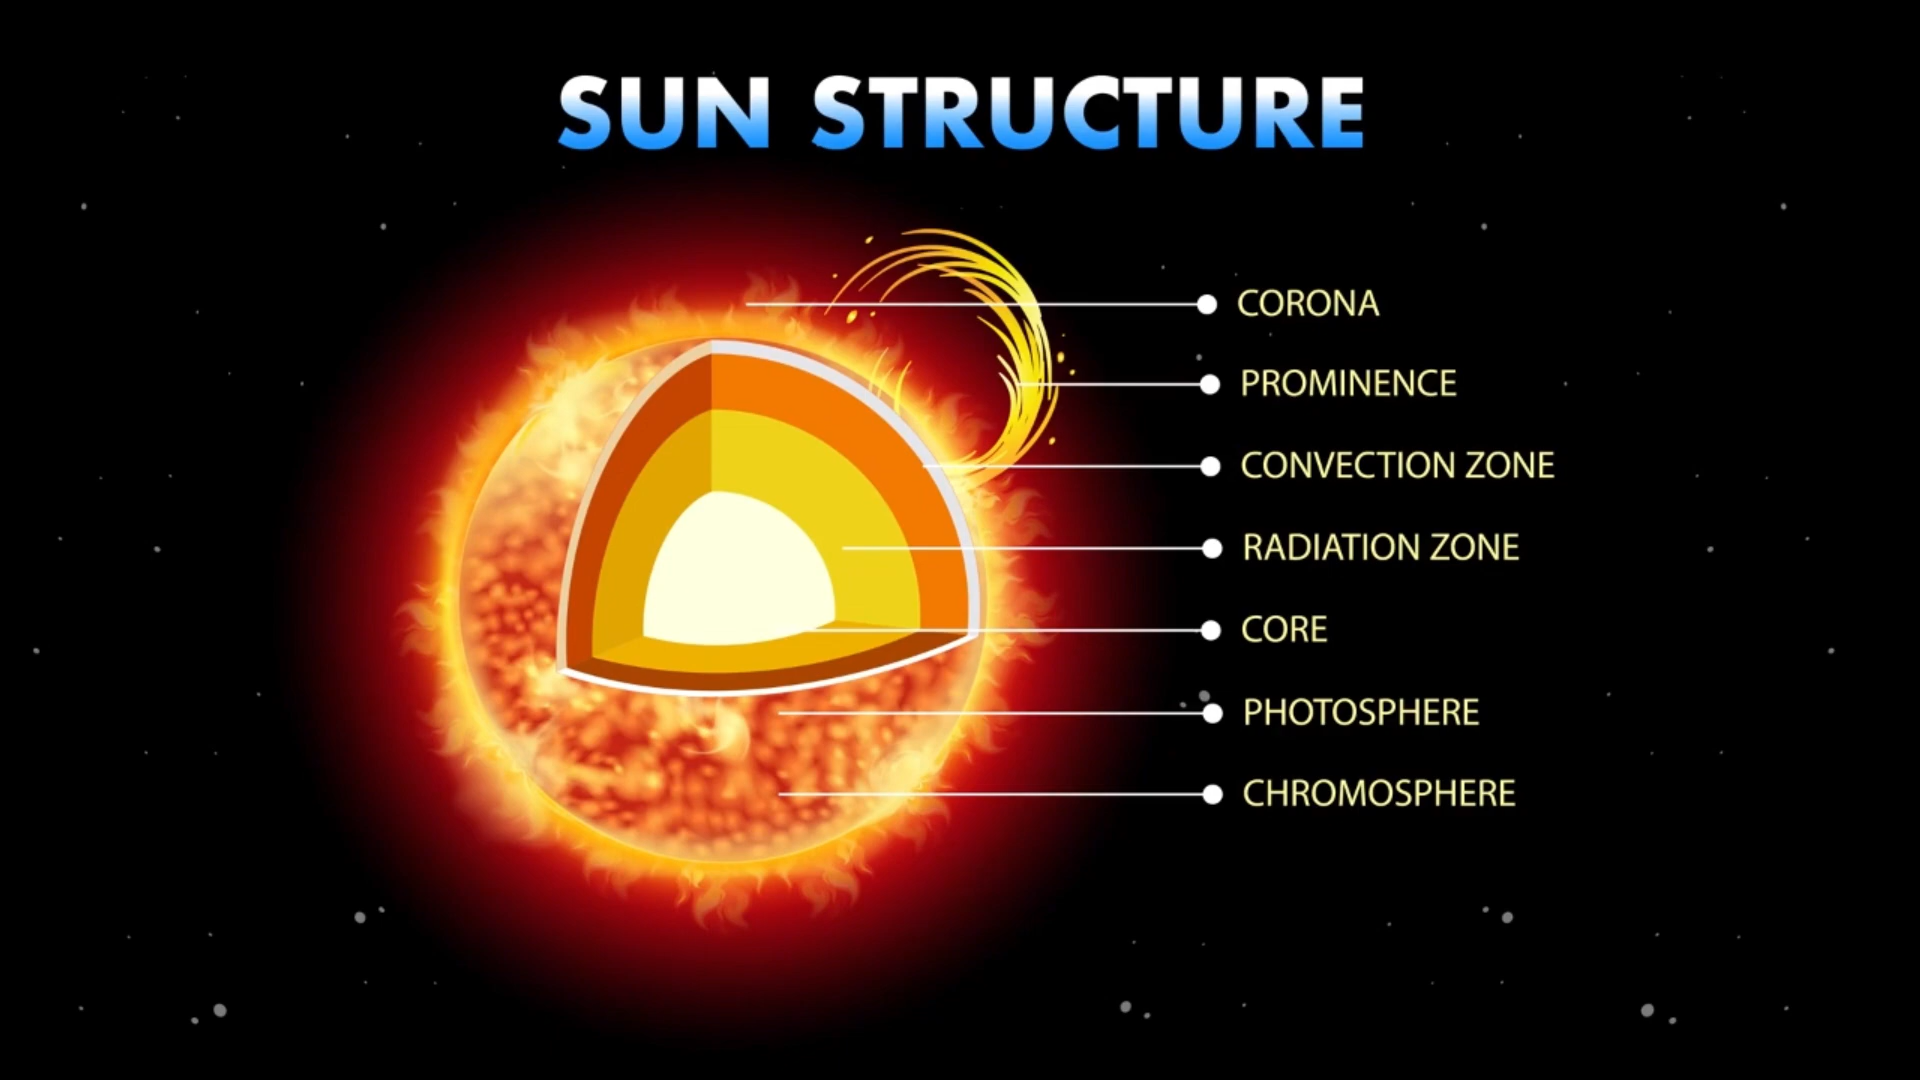 SUN STRUCTURE
CORONA
PROMINENCE
CONVECTION ZONE
RADIATION ZONE
CORE
PHOTOSPHERE
CHROMOSPHERE